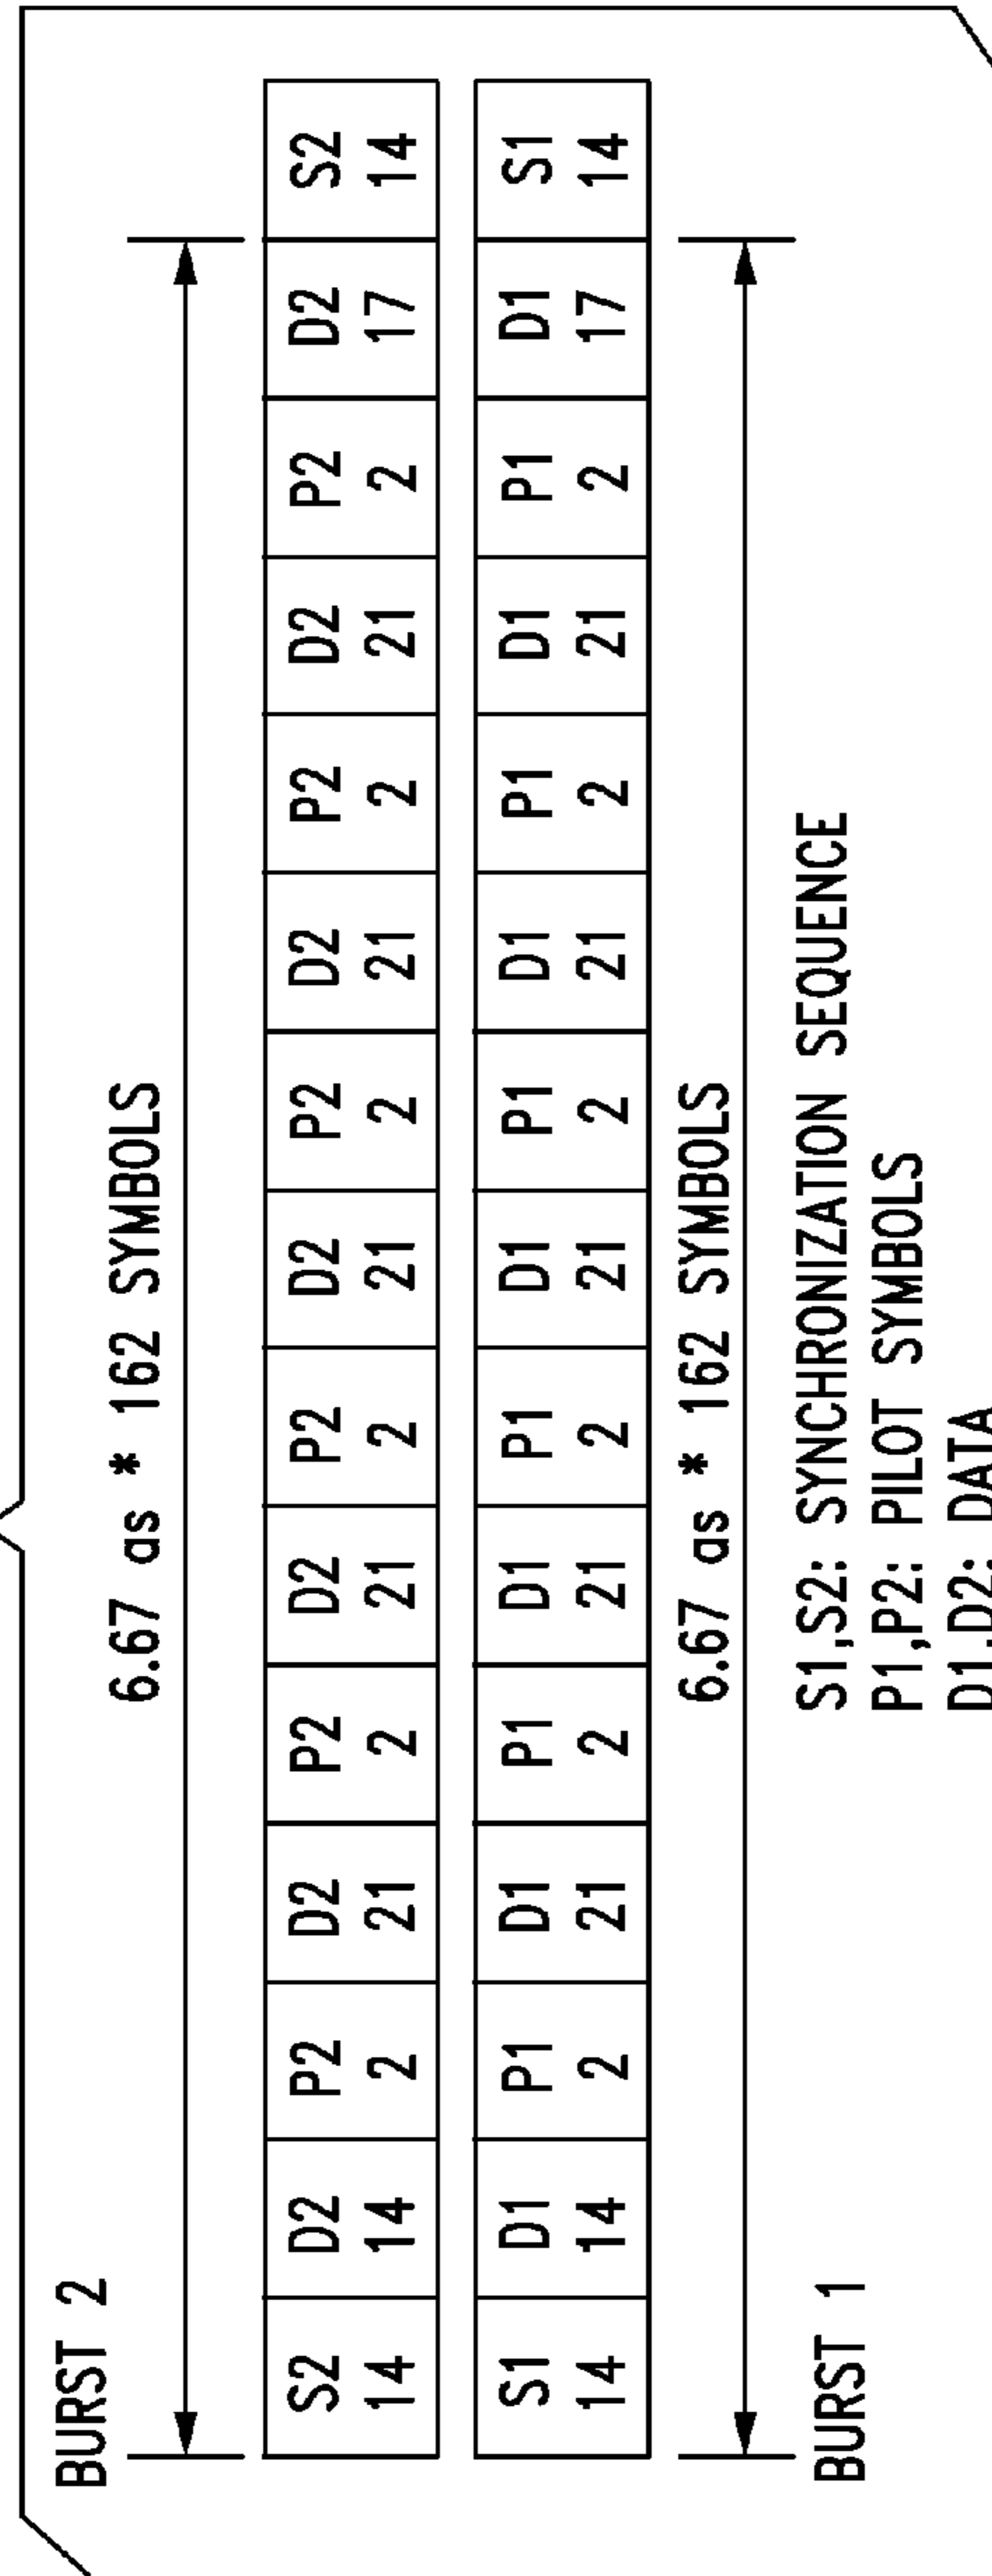 BURST 2
6.67 as * 162 SYMBOLS
S2 D2 P2 D2 P2 D2 P2 D2 P2 D2 P2 D2 P2 D2 S2
14 14 2 21 2 21 2 21 2 21 2 21 2 17 14
S1 D1 P1 D1 P1 D1 P1 D1 P1 D1 P1 D1 P1 D1 S1
14 14 2 21 2 21 2 21 2 21 2 21 2 17 14
6.67 as * 162 SYMBOLS
BURST 1
S1,S2: SYNCHRONIZATION SEQUENCE
P1,P2: PILOT SYMBOLS
D1,D2: DATA